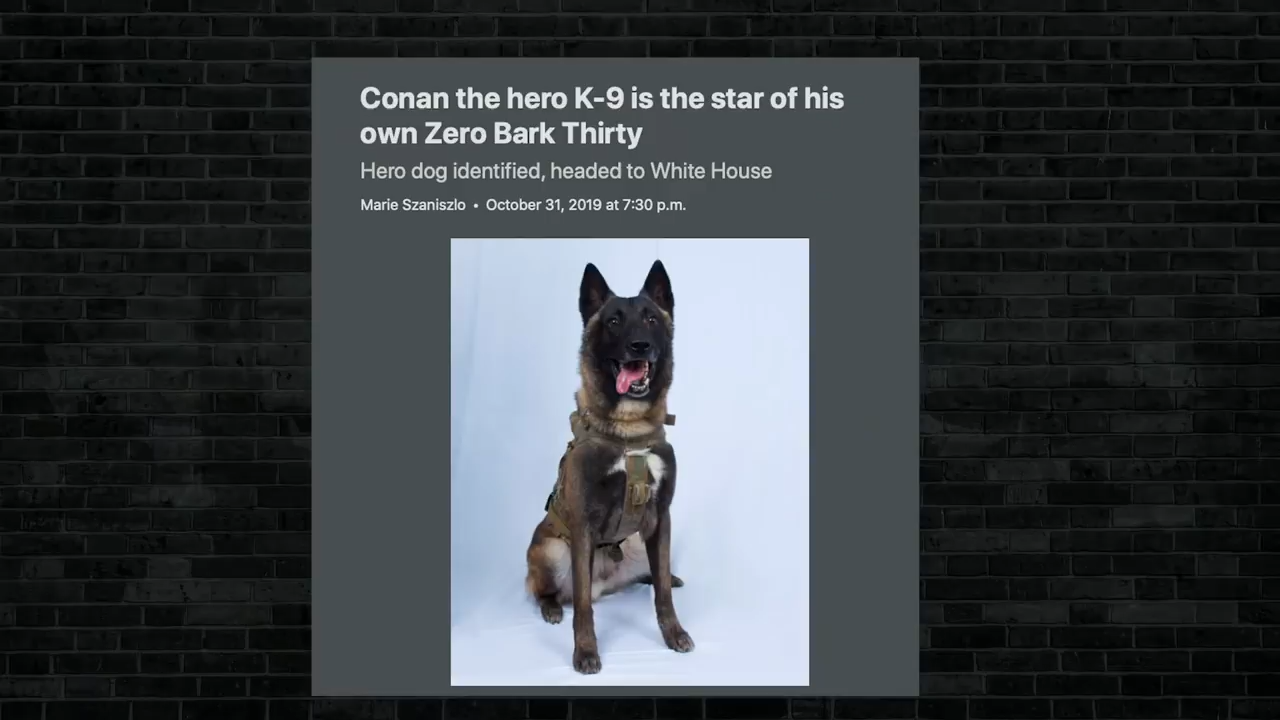 Conan the hero K-9 is the star of his
own Zero Bark Thirty
Hero dog identified, headed to White House
Marie Szaniszlo • October 31, 2019 at 7:30 p.m.